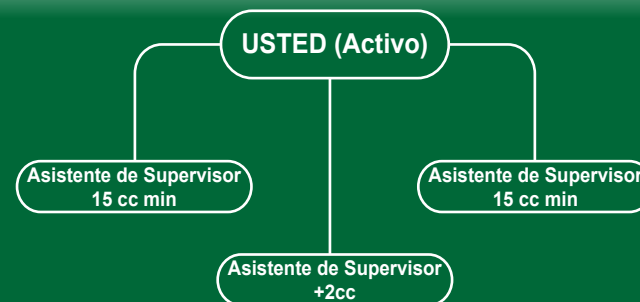 USTED (Activo)
Asistente de Supervisor
15 cc min
Asistente de Supervisor
15 cc min
Asistente de Supervisor
+2cc